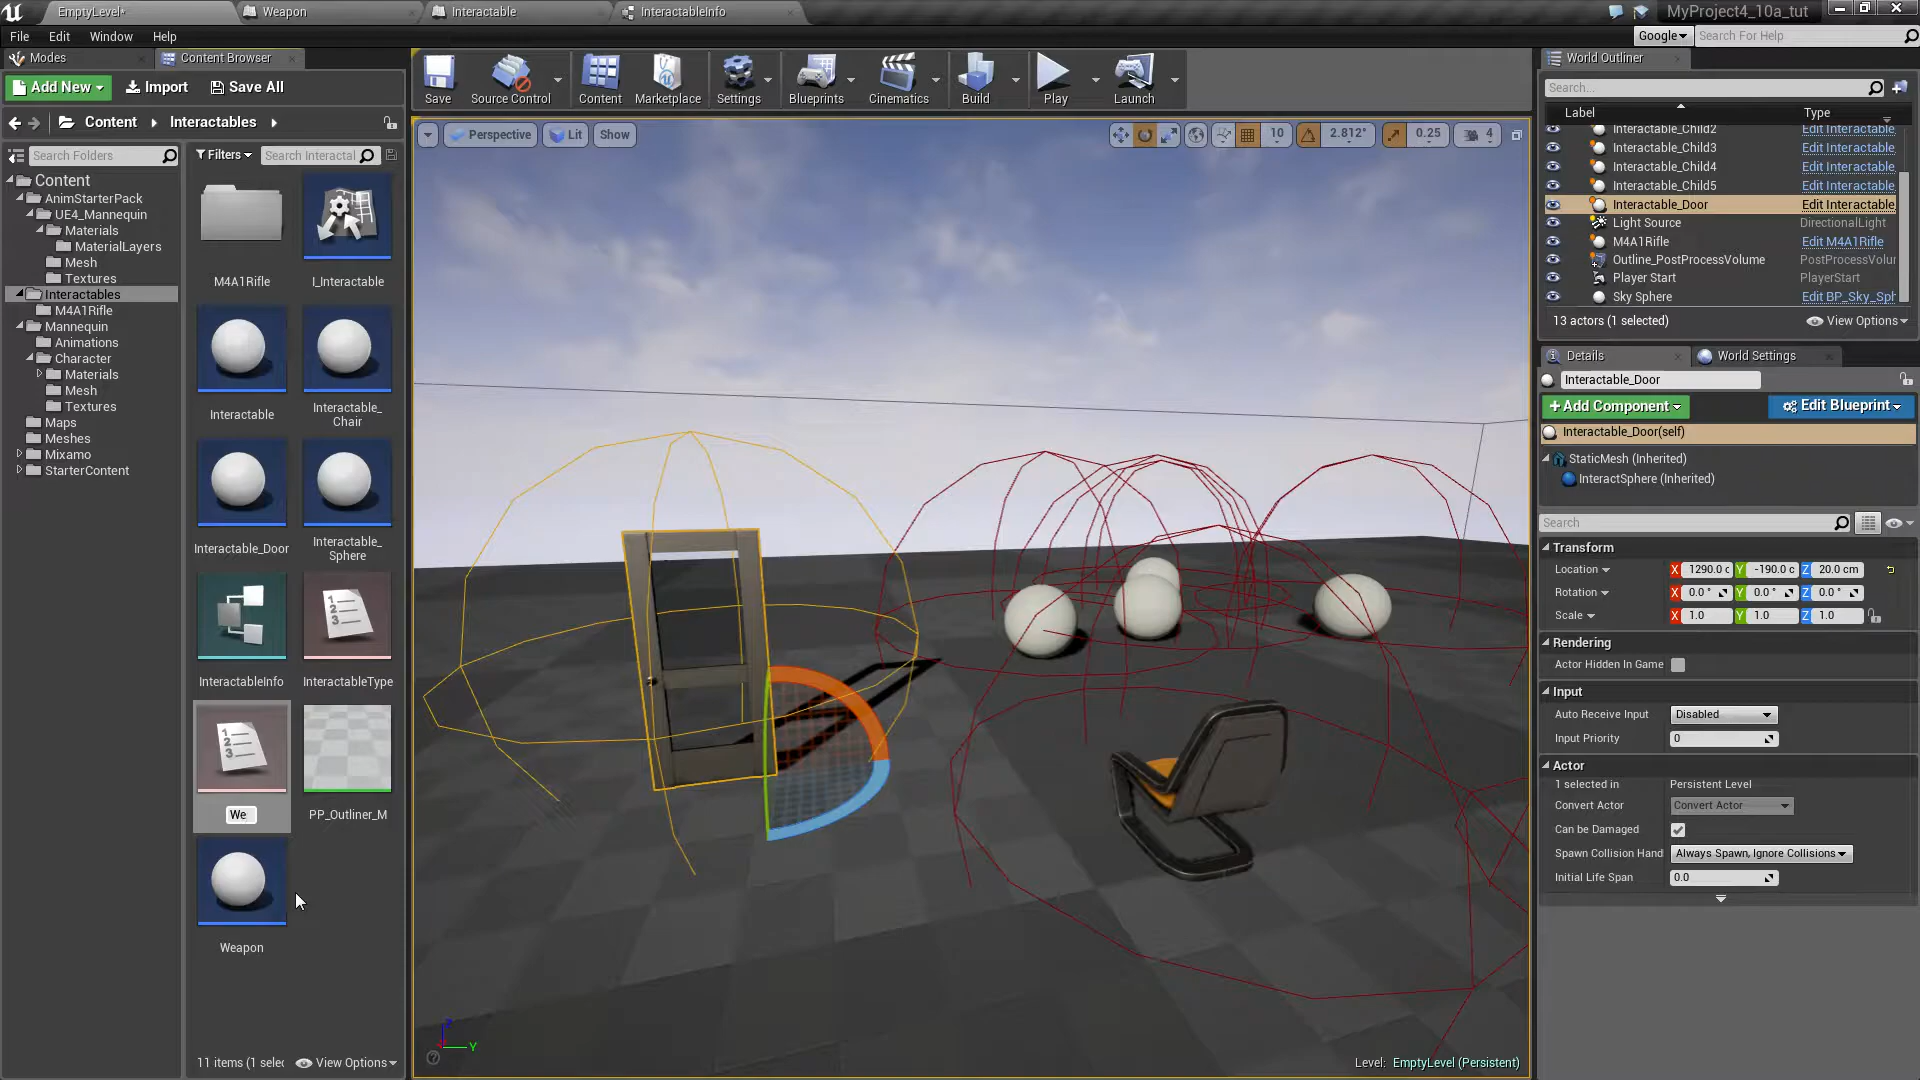 EmptyLevel*
Weapon
Interactable
InteractableInfo
MyProject4_10a_tut
File
Edit
Window
Help
Google
Search For Help
Modes
Content Browser
Add New
Import
Save All
Content
Interactables
Search Folders
Filters
Search Interactal
Content
AnimStarterPack
UE4_Mannequin
Materials
MaterialLayers
Mesh
Textures
Interactables
M4A1Rifle
Mannequin
Animations
Character
Materials
Mesh
Textures
Maps
Meshes
Mixamo
StarterContent
M4A1Rifle
I_Interactable
Interactable
Interactable_
Chair
Interactable_Door
Interactable_
Sphere
InteractableInfo
InteractableType
We
PP_Outliner_M
Weapon
11 items (1 selec
View Options
Save
Source Control
Content
Marketplace
Settings
Blueprints
Cinematics
Build
Play
Launch
Perspective
Lit
Show
10
2.812°
0.25
4
Z
Y
Level: EmptyLevel (Persistent)
World Outliner
Search...
Label
Type
Interactable_Child2
Edit Interactable
Interactable_Child3
Edit Interactable
Interactable_Child4
Edit Interactable
Interactable_Child5
Edit Interactable
Interactable_Door
Edit Interactable
Light Source
DirectionalLight
M4A1Rifle
Edit M4A1Rifle
Outline_PostProcessVolume
PostProcessVolur
Player Start
PlayerStart
Sky Sphere
Edit BP_Sky_Sph
13 actors (1 selected)
View Options
Details
World Settings
Interactable_Door
Add Component
Edit Blueprint
Interactable_Door(self)
StaticMesh (Inherited)
InteractSphere (Inherited)
Search
Transform
Location
X 1290.0 c Y -190.0 c Z 20.0 cm
Rotation
X 0.0 ° Y 0.0 ° Z 0.0 °
Scale
X 1.0 Y 1.0 Z 1.0
Rendering
Actor Hidden In Game
Input
Auto Receive Input
Disabled
Input Priority
0
Actor
1 selected in
Persistent Level
Convert Actor
Convert Actor
Can be Damaged
Spawn Collision Hand
Always Spawn, Ignore Collisions
Initial Life Span
0.0